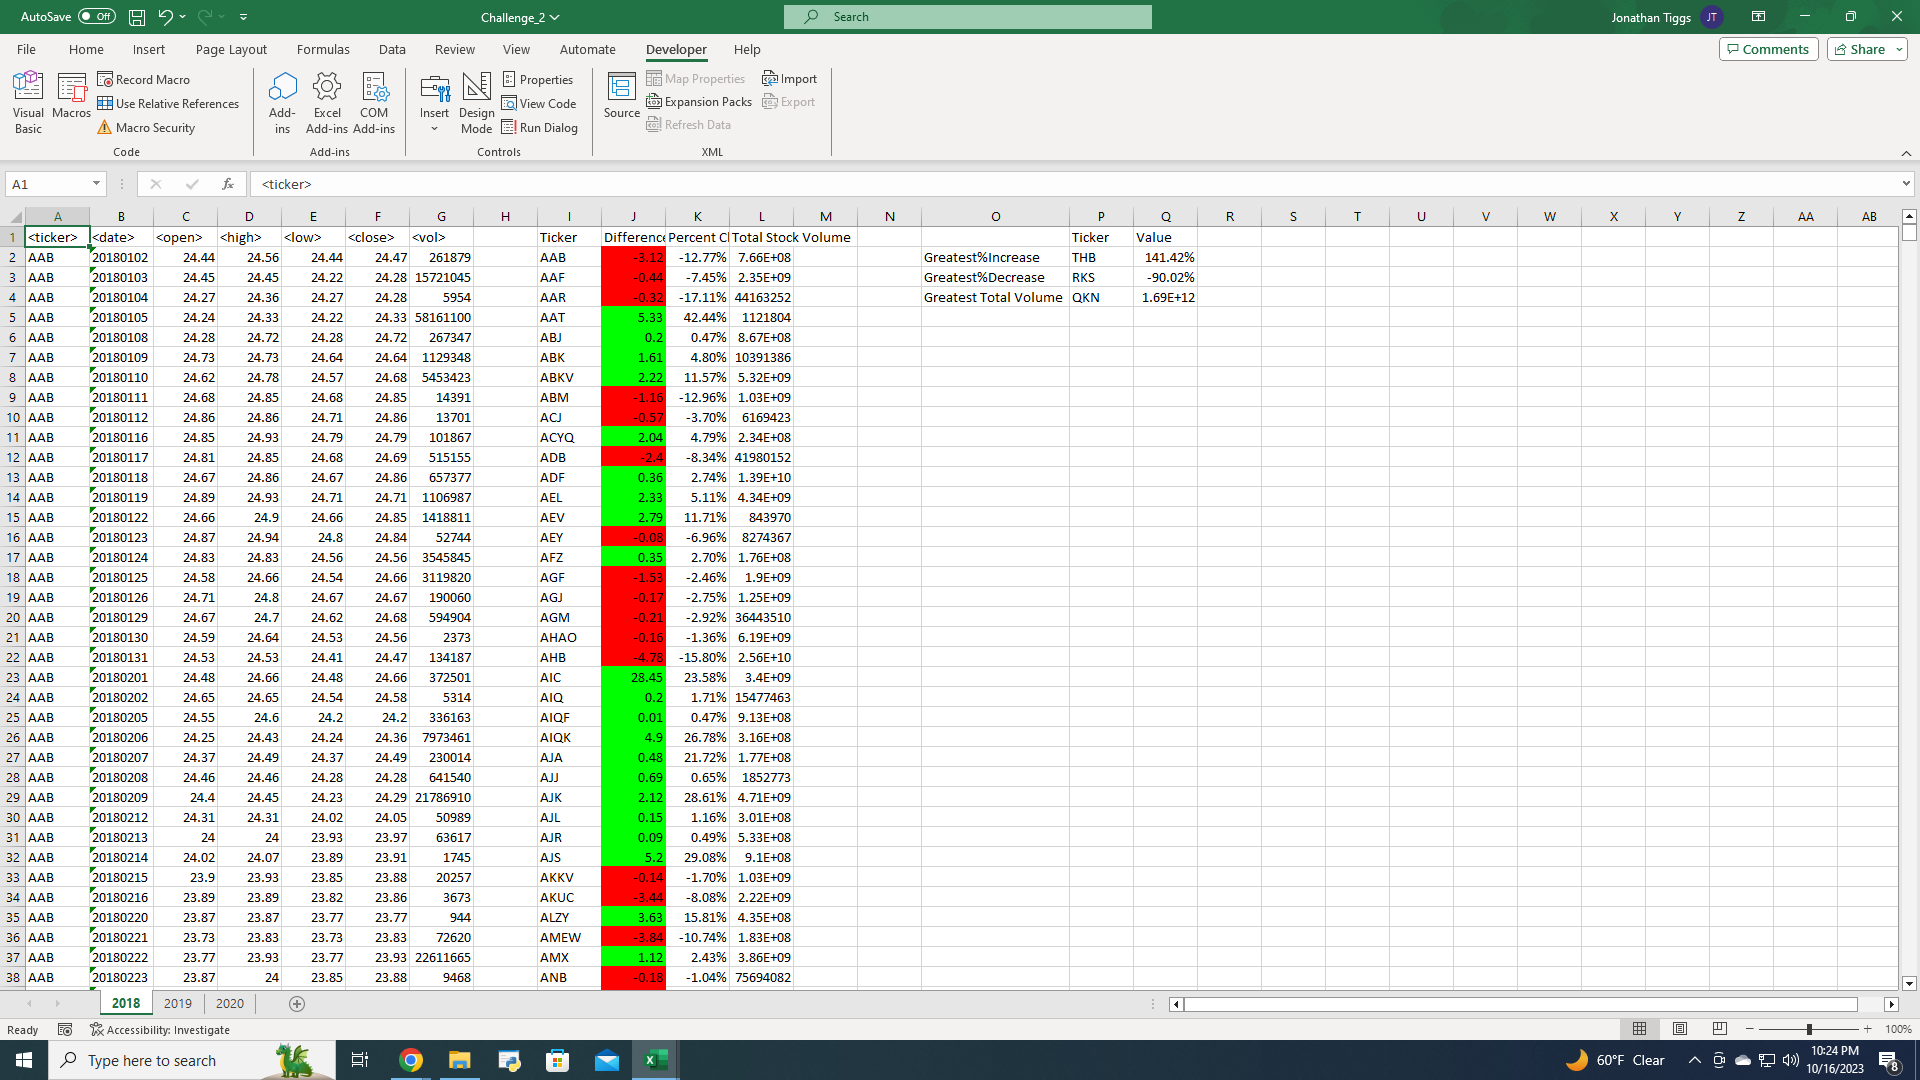 AutoSave Off Challenge_2 Search Jonathan Tiggs JT
File Home Insert Page Layout Formulas Data Review View Automate Developer Help Comments Share
Visual Basic Macros Record Macro Use Relative References Macro Security Code
Add-ins Excel Add-ins COM Add-ins Add-ins
Insert Design Mode Properties View Code Run Dialog Controls
Source Map Properties Expansion Packs Refresh Data Import Export XML
A1 fx <ticker>
A B C D E F G H I J K L M N O P Q R S T U V W X Y Z AA AB
1 <ticker> <date> <open> <high> <low> <close> <vol> Ticker Difference Percent Cl Total Stock Volume Ticker Value
2 AAB 20180102 24.44 24.56 24.44 24.47 261879 AAB -3.12 -12.77% 7.66E+08 Greatest%Increase THB 141.42%
3 AAB 20180103 24.45 24.45 24.22 24.28 15721045 AAF -0.44 -7.45% 2.35E+09 Greatest%Decrease RKS -90.02%
4 AAB 20180104 24.27 24.36 24.27 24.28 5954 AAR -0.32 -17.11% 44163252 Greatest Total Volume QKN 1.69E+12
5 AAB 20180105 24.24 24.33 24.22 24.33 58161100 AAT 5.33 42.44% 1121804
6 AAB 20180108 24.28 24.72 24.28 24.72 267347 ABJ 0.2 0.47% 8.67E+08
7 AAB 20180109 24.73 24.73 24.64 24.64 1129348 ABK 1.61 4.80% 10391386
8 AAB 20180110 24.62 24.78 24.57 24.68 5453423 ABKV 2.22 11.57% 5.32E+09
9 AAB 20180111 24.68 24.85 24.68 24.85 14391 ABM -1.16 -12.96% 1.03E+09
10 AAB 20180112 24.86 24.86 24.71 24.86 13701 ACJ -0.57 -3.70% 6169423
11 AAB 20180116 24.85 24.93 24.79 24.79 101867 ACYQ 2.04 4.79% 2.34E+08
12 AAB 20180117 24.81 24.85 24.68 24.69 515155 ADB -2.4 -8.34% 41980152
13 AAB 20180118 24.67 24.86 24.67 24.86 657377 ADF 0.36 2.74% 1.39E+10
14 AAB 20180119 24.89 24.93 24.71 24.71 1106987 AEL 2.33 5.11% 4.34E+09
15 AAB 20180122 24.66 24.9 24.66 24.85 1418811 AEV 2.79 11.71% 843970
16 AAB 20180123 24.87 24.94 24.8 24.84 52744 AEY -0.08 -6.96% 8274367
17 AAB 20180124 24.83 24.83 24.56 24.56 3545845 AFZ 0.35 2.70% 1.76E+08
18 AAB 20180125 24.58 24.66 24.54 24.66 3119820 AGF -1.53 -2.46% 1.9E+09
19 AAB 20180126 24.71 24.8 24.67 24.67 190060 AGJ -0.17 -2.75% 1.25E+09
20 AAB 20180129 24.67 24.7 24.62 24.68 594904 AGM -0.21 -2.92% 36443510
21 AAB 20180130 24.59 24.64 24.53 24.56 2373 AHAO -0.16 -1.36% 6.19E+09
22 AAB 20180131 24.53 24.53 24.41 24.47 134187 AHB -4.78 -15.80% 2.56E+10
23 AAB 20180201 24.48 24.66 24.48 24.66 372501 AIC 28.45 23.58% 3.4E+09
24 AAB 20180202 24.65 24.65 24.54 24.58 5314 AIQ 0.2 1.71% 15477463
25 AAB 20180205 24.55 24.6 24.2 24.2 336163 AIQF 0.01 0.47% 9.13E+08
26 AAB 20180206 24.25 24.43 24.24 24.36 7973461 AIQK 4.9 26.78% 3.16E+08
27 AAB 20180207 24.37 24.49 24.37 24.49 230014 AJA 0.48 21.72% 1.77E+08
28 AAB 20180208 24.46 24.46 24.28 24.28 641540 AJJ 0.69 0.65% 1852773
29 AAB 20180209 24.4 24.45 24.23 24.29 21786910 AJK 2.12 28.61% 4.71E+09
30 AAB 20180212 24.31 24.31 24.02 24.05 50989 AJL 0.15 1.16% 3.01E+08
31 AAB 20180213 24 24 23.93 23.97 63617 AJR 0.09 0.49% 5.33E+08
32 AAB 20180214 24.02 24.07 23.89 23.91 1745 AJS 5.2 29.08% 9.1E+08
33 AAB 20180215 23.9 23.93 23.85 23.88 20257 AKKV -0.14 -1.70% 1.03E+09
34 AAB 20180216 23.89 23.89 23.82 23.86 3673 AKUC -3.44 -8.08% 2.22E+09
35 AAB 20180220 23.87 23.87 23.77 23.77 944 ALZY 3.63 15.81% 4.35E+08
36 AAB 20180221 23.73 23.83 23.73 23.83 72620 AMEW -3.84 -10.74% 1.83E+08
37 AAB 20180222 23.77 23.93 23.77 23.93 22611665 AMX 1.12 2.43% 3.86E+09
38 AAB 20180223 23.87 24 23.85 23.88 9468 ANB -0.18 -1.04% 75694082
2018 2019 2020
Ready Accessibility: Investigate 100%
Type here to search 60°F Clear 10:24 PM
10/16/2023 8